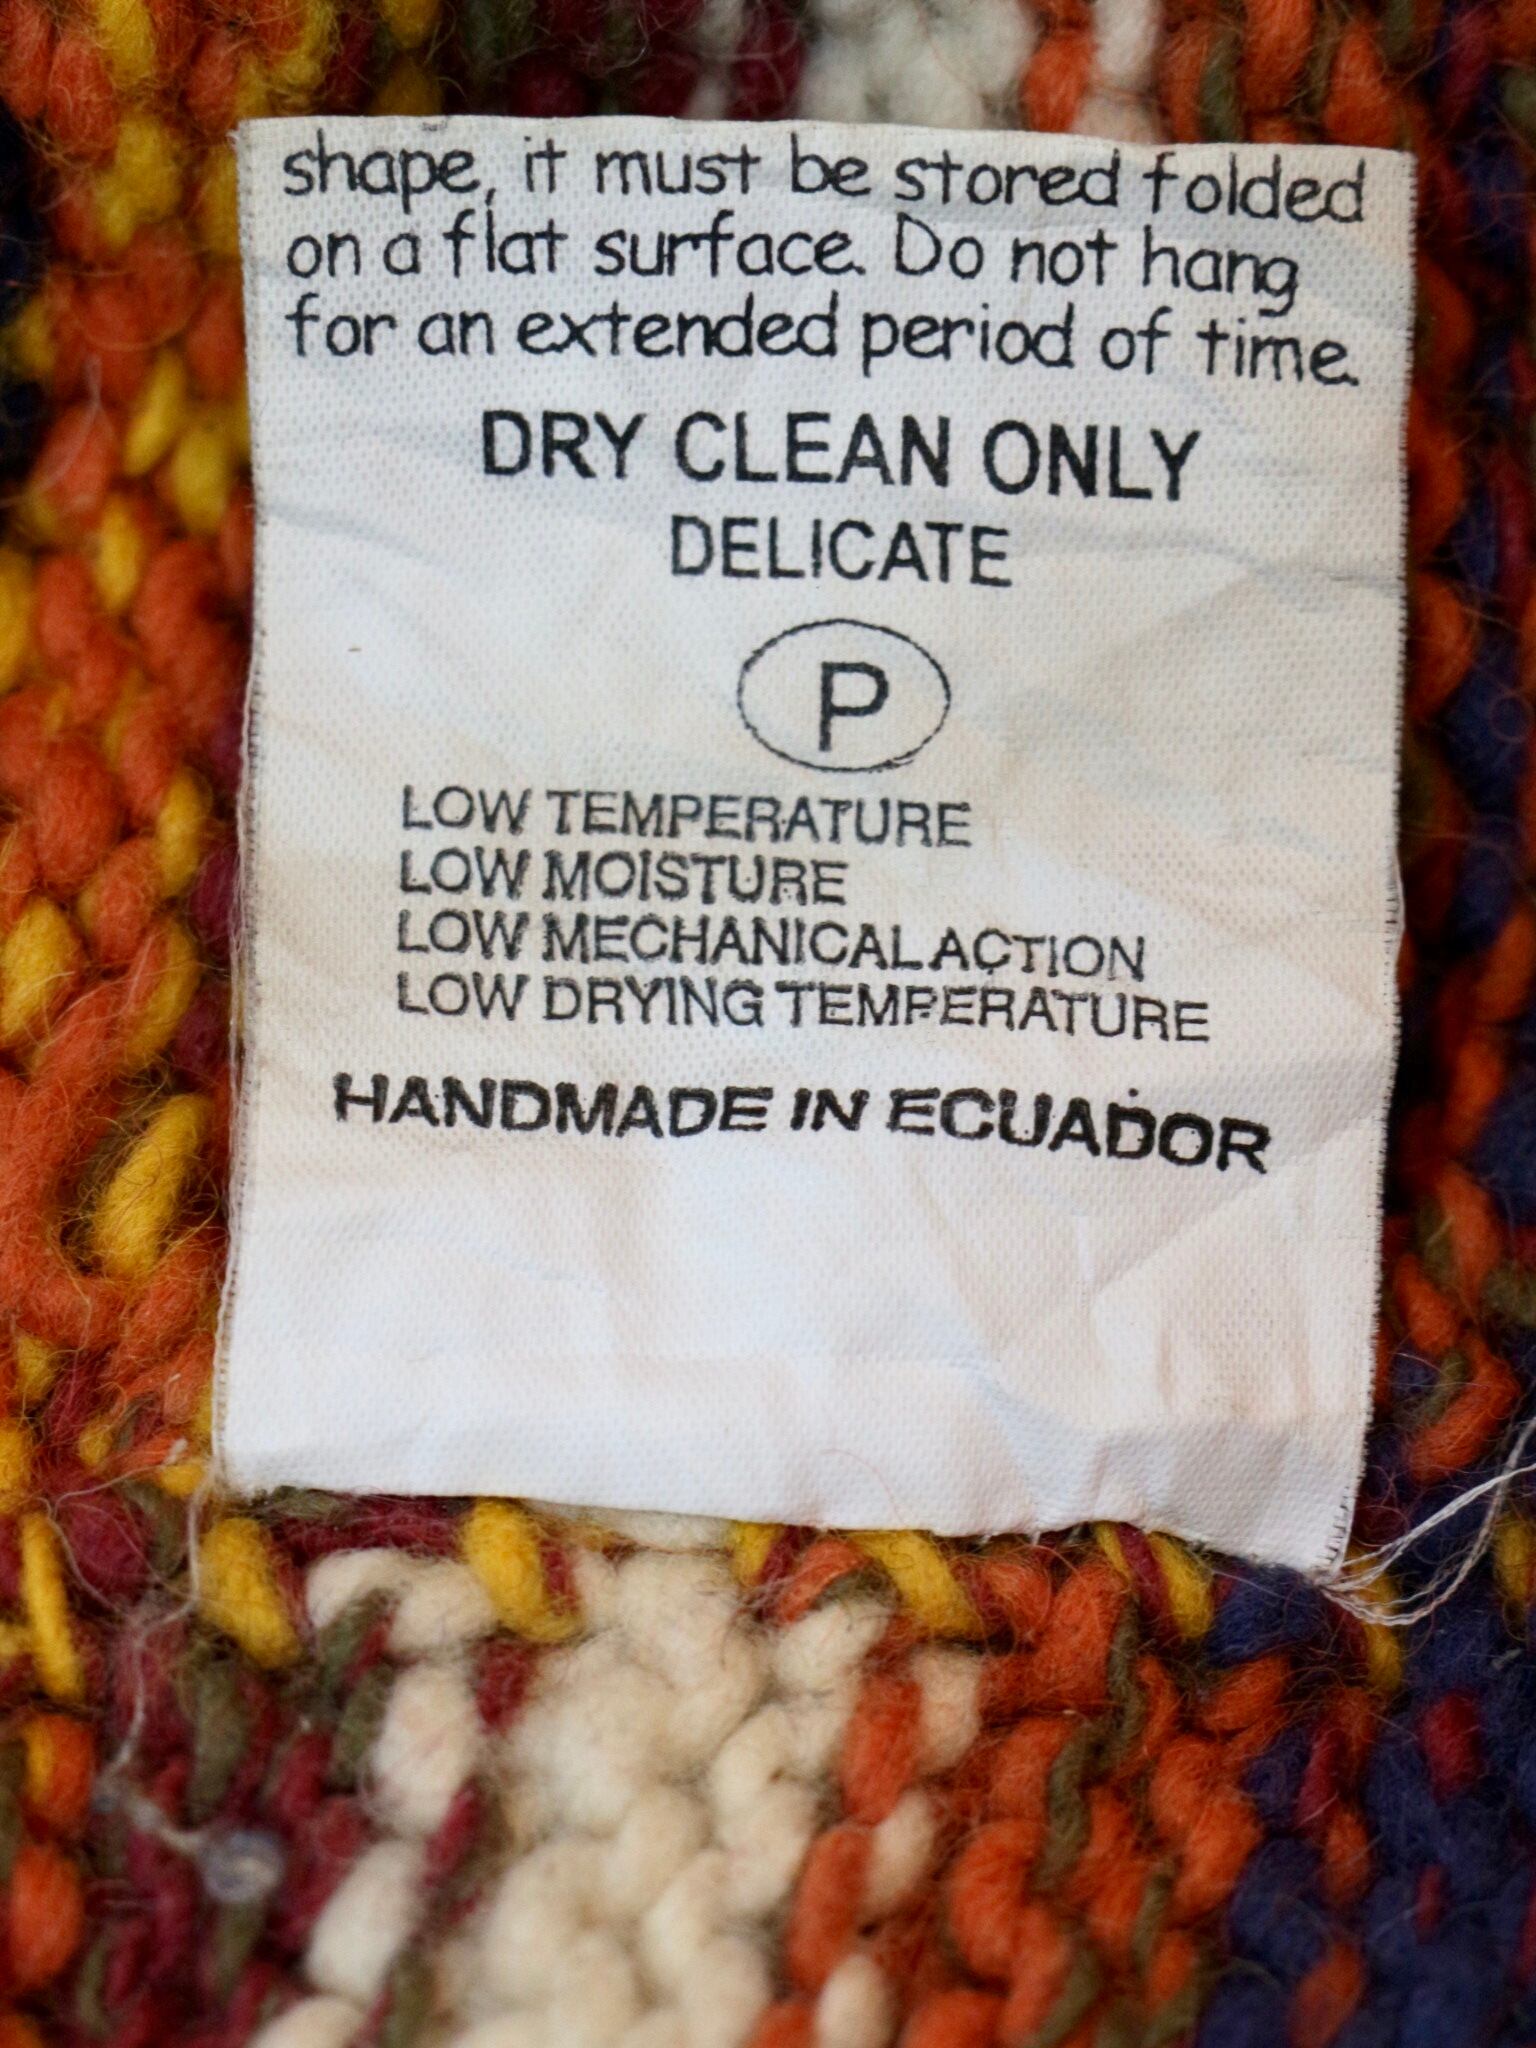 shape, it must be stored folded
on a flat surface. Do not hang
for an extended period of time.
DRY CLEAN ONLY
DELICATE
P
LOW TEMPERATURE
LOW MOISTURE
LOW MECHANICAL ACTION
LOW DRYING TEMPERATURE
HANDMADE IN ECUADOR